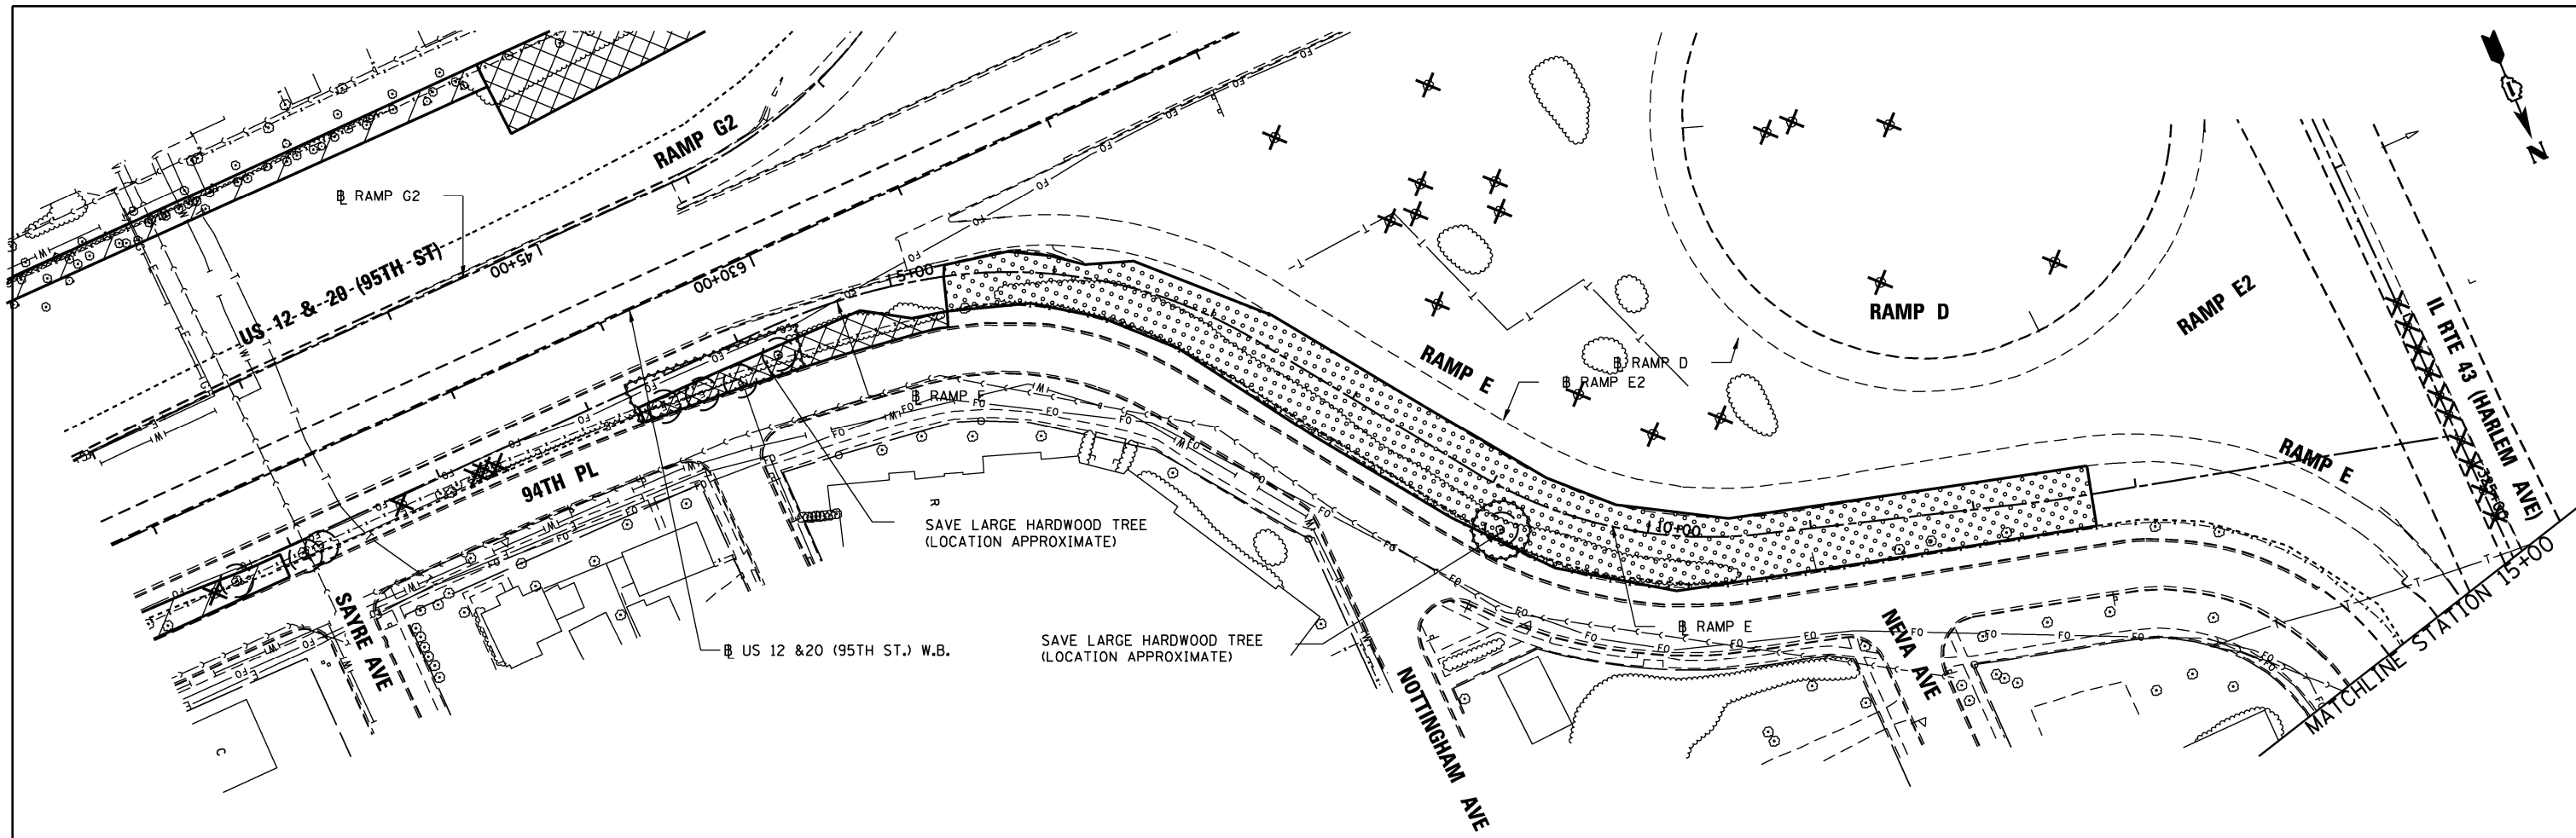 RAMP G2
℄ RAMP G2
US 12 & 20 (95TH ST)
45+00
630+00
15+00
RAMP D
RAMP E2
IL RTE 43 (HARLEM AVE)
RAMP E
℄ RAMP D
℄ RAMP E2
℄ RAMP E
RAMP E
94TH PL
R
SAVE LARGE HARDWOOD TREE
(LOCATION APPROXIMATE)
110+00
SAYRE AVE
℄ US 12 &20 (95TH ST.) W.B.
SAVE LARGE HARDWOOD TREE
(LOCATION APPROXIMATE)
℄ RAMP E
NEVA AVE
NOTTINGHAM AVE
MATCHLINE STATION 15+00
C
N
FO
W
T